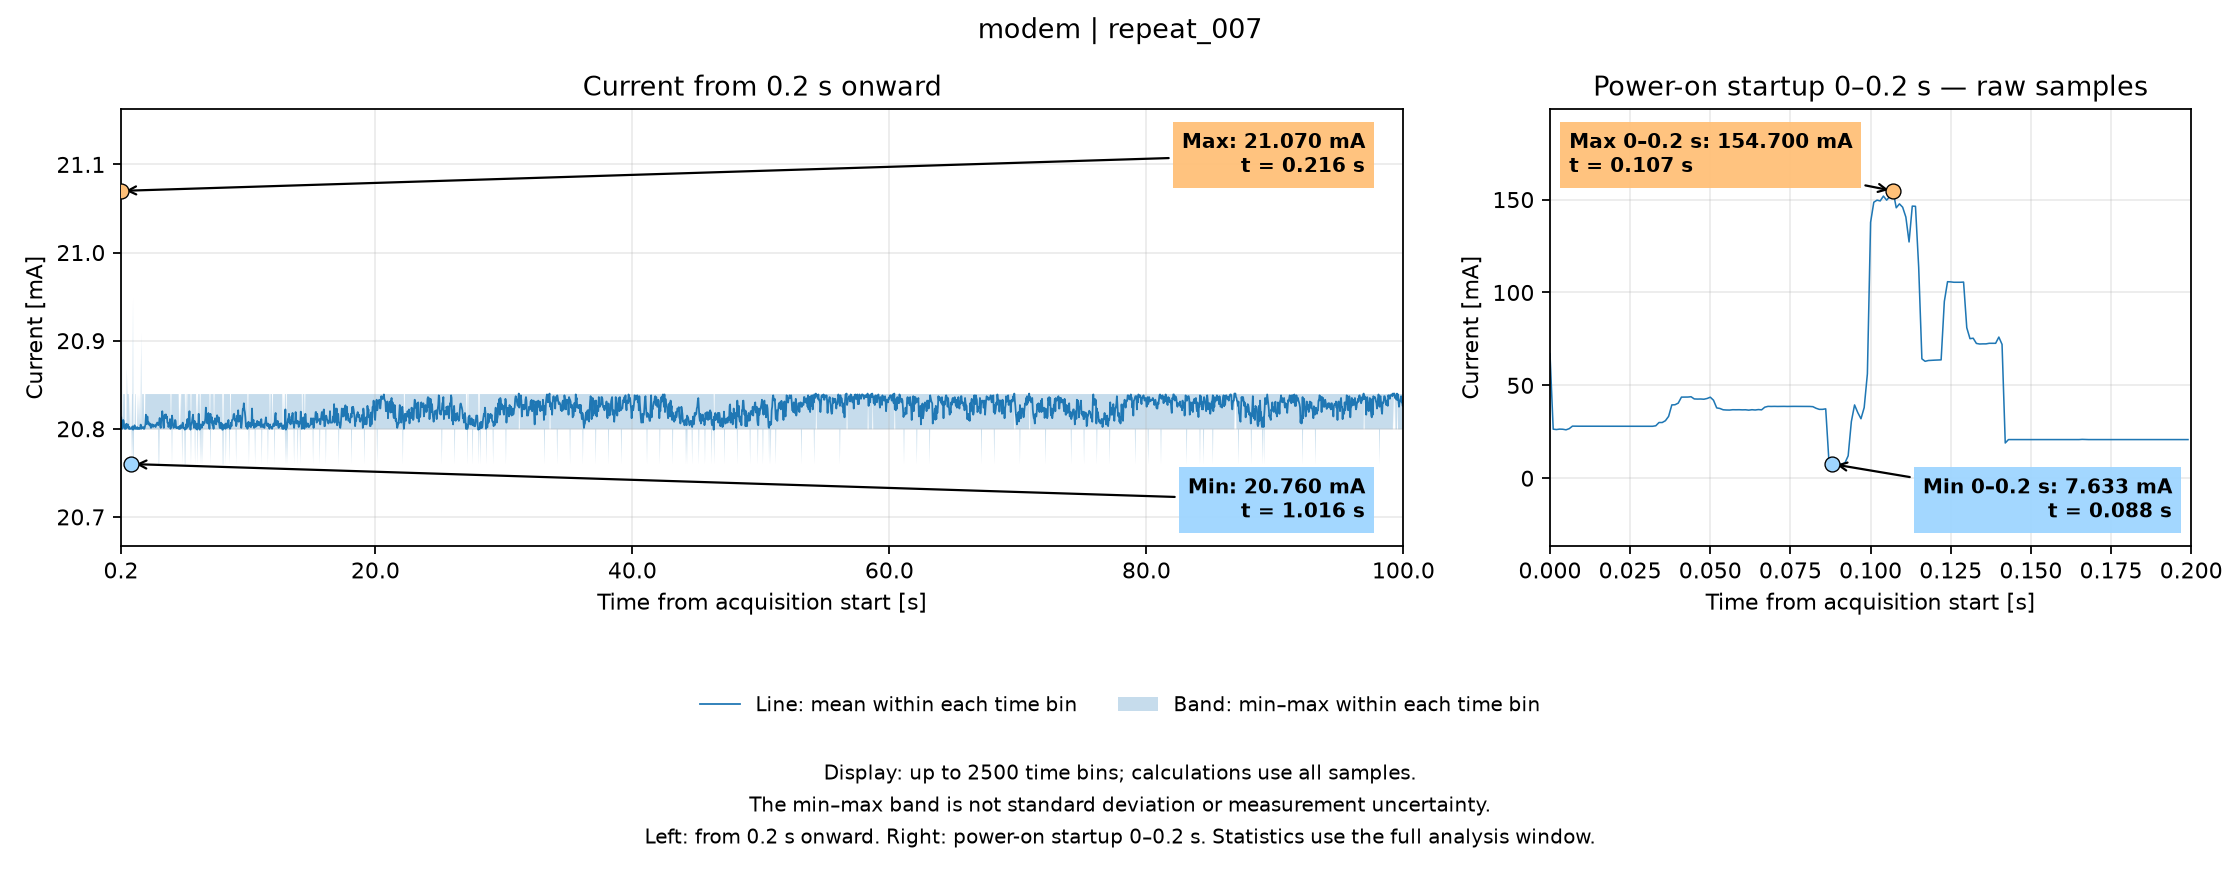 modem | repeat_007
Current from 0.2 s onward
Max: 21.070 mA
t = 0.216 s
Min: 20.760 mA
t = 1.016 s
Current [mA]
21.1
21.0
20.9
20.8
20.7
0.2 20.0 40.0 60.0 80.0 100.0
Time from acquisition start [s]
Power-on startup 0–0.2 s — raw samples
Max 0–0.2 s: 154.700 mA
t = 0.107 s
Min 0–0.2 s: 7.633 mA
t = 0.088 s
Current [mA]
150
100
50
0
0.000 0.025 0.050 0.075 0.100 0.125 0.150 0.175 0.200
Time from acquisition start [s]
Line: mean within each time bin
Band: min–max within each time bin
Display: up to 2500 time bins; calculations use all samples.
The min–max band is not standard deviation or measurement uncertainty.
Left: from 0.2 s onward. Right: power-on startup 0–0.2 s. Statistics use the full analysis window.